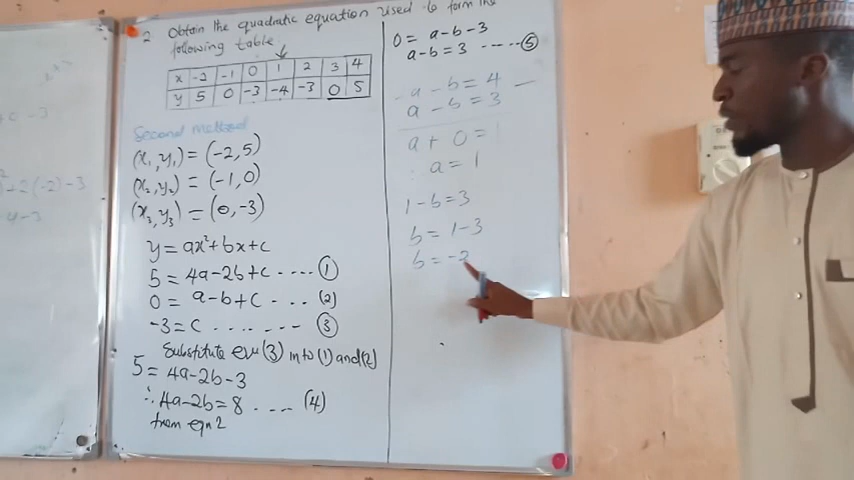 2 Obtain the quadratic equation used to form the
following table
x -2 -1 0 1 2 3 4
y 5 0 -3 -4 -3 0 5
Second method
(x₁,y₁) = (-2,5)
(x₂,y₂) = (-1,0)
(x₃,y₃) = (0,-3)
y = ax²+bx+c
5 = 4a-2b+c .... (1)
0 = a-b+c ... (2)
-3 = c ....... (3)
Substitute eqn (3) into (1) and (2)
5 = 4a-2b-3
∴ 4a-2b=8 .... (4)
from eqn 2
0 = a-b-3
a-b=3 ..... (5)
a-b=4
a-b=3
a+0=1
∴ a=1
1-b=3
b=1-3
b=-2
2(-2)-3